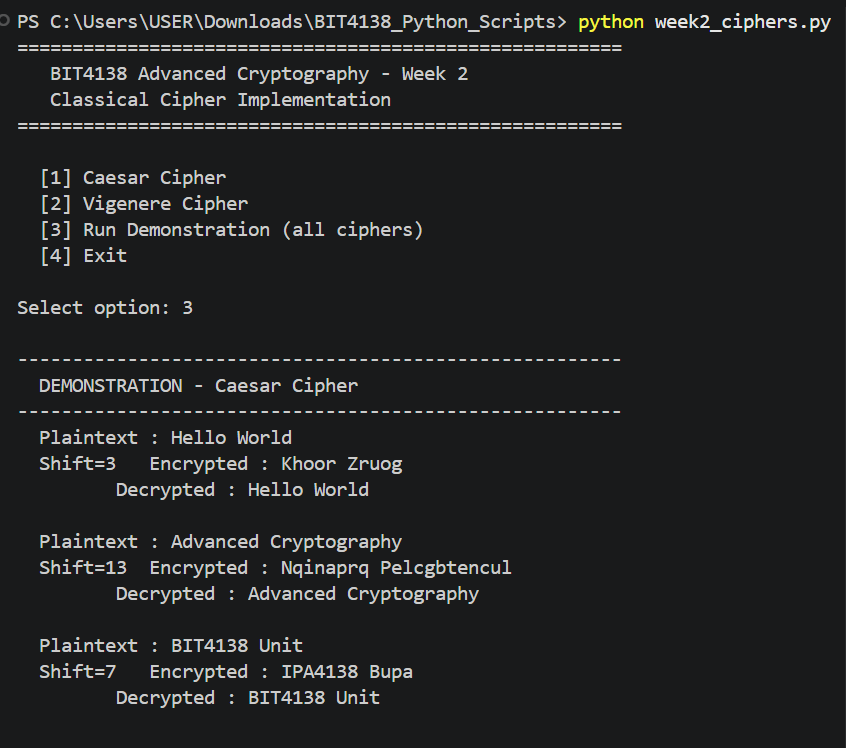 PS C:\Users\USER\Downloads\BIT4138_Python_Scripts> python week2_ciphers.py
=======================================================
   BIT4138 Advanced Cryptography - Week 2
   Classical Cipher Implementation
=======================================================

  [1] Caesar Cipher
  [2] Vigenere Cipher
  [3] Run Demonstration (all ciphers)
  [4] Exit

Select option: 3

-------------------------------------------------------
  DEMONSTRATION - Caesar Cipher
-------------------------------------------------------
  Plaintext : Hello World
  Shift=3   Encrypted : Khoor Zruog
         Decrypted : Hello World

  Plaintext : Advanced Cryptography
  Shift=13  Encrypted : Nqinaprq Pelcgbtencul
         Decrypted : Advanced Cryptography

  Plaintext : BIT4138 Unit
  Shift=7   Encrypted : IPA4138 Bupa
         Decrypted : BIT4138 Unit